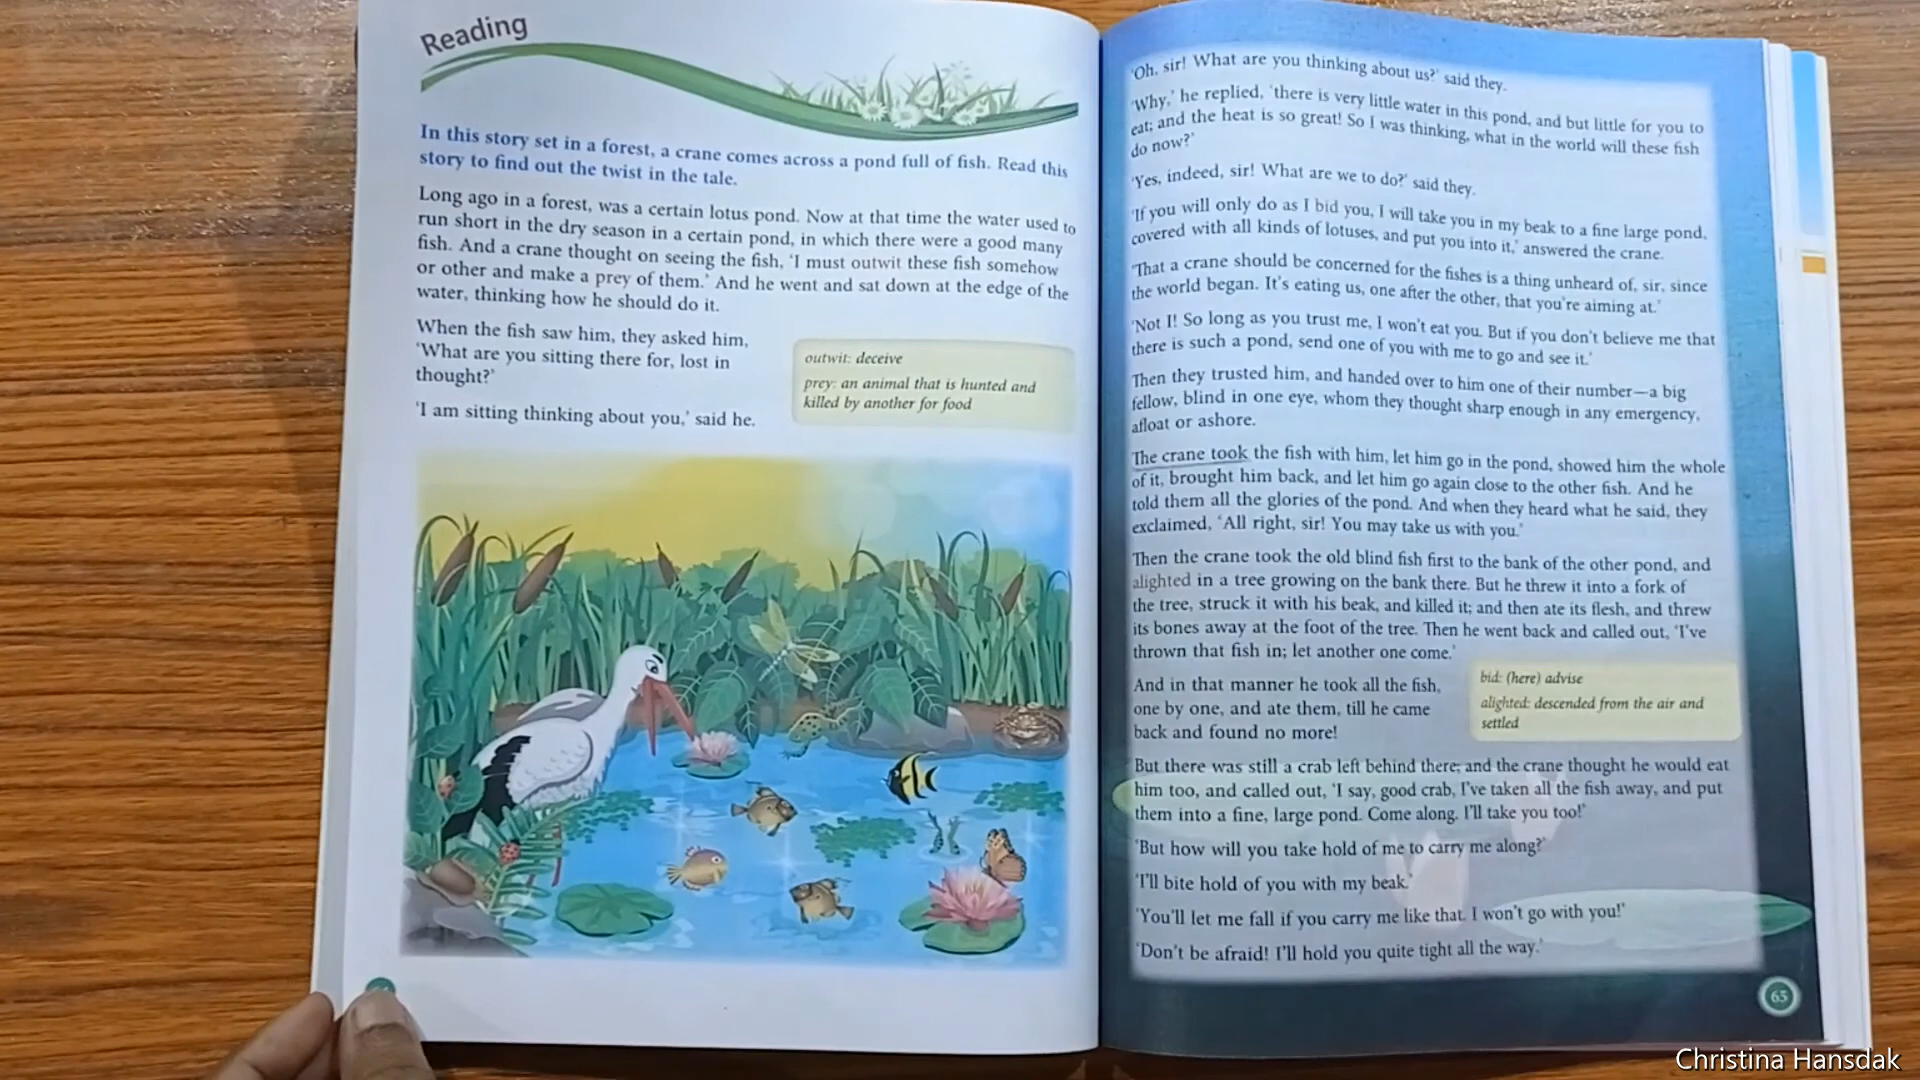 Reading
In this story set in a forest, a crane comes across a pond full of fish. Read this
story to find out the twist in the tale.
Long ago in a forest, was a certain lotus pond. Now at that time the water used to
run short in the dry season in a certain pond, in which there were a good many
fish. And a crane thought on seeing the fish, ‘I must outwit these fish somehow
or other and make a prey of them.’ And he went and sat down at the edge of the
water, thinking how he should do it.
When the fish saw him, they asked him,
‘What are you sitting there for, lost in
thought?’
‘I am sitting thinking about you,’ said he.
outwit: deceive
prey: an animal that is hunted and
killed by another for food
‘Oh, sir! What are you thinking about us?’ said they.
‘Why,’ he replied, ‘there is very little water in this pond, and but little for you to
eat; and the heat is so great! So I was thinking, what in the world will these fish
do now?’
‘Yes, indeed, sir! What are we to do?’ said they.
‘If you will only do as I bid you, I will take you in my beak to a fine large pond,
covered with all kinds of lotuses, and put you into it,’ answered the crane.
‘That a crane should be concerned for the fishes is a thing unheard of, sir, since
the world began. It’s eating us, one after the other, that you’re aiming at.’
‘Not I! So long as you trust me, I won’t eat you. But if you don’t believe me that
there is such a pond, send one of you with me to go and see it.’
Then they trusted him, and handed over to him one of their number—a big
fellow, blind in one eye, whom they thought sharp enough in any emergency,
afloat or ashore.
The crane took the fish with him, let him go in the pond, showed him the whole
of it, brought him back, and let him go again close to the other fish. And he
told them all the glories of the pond. And when they heard what he said, they
exclaimed, ‘All right, sir! You may take us with you.’
Then the crane took the old blind fish first to the bank of the other pond, and
alighted in a tree growing on the bank there. But he threw it into a fork of
the tree, struck it with his beak, and killed it; and then ate its flesh, and threw
its bones away at the foot of the tree. Then he went back and called out, ‘I’ve
thrown that fish in; let another one come.’
And in that manner he took all the fish,
one by one, and ate them, till he came
back and found no more!
bid: (here) advise
alighted: descended from the air and
settled
But there was still a crab left behind there; and the crane thought he would eat
him too, and called out, ‘I say, good crab, I’ve taken all the fish away, and put
them into a fine, large pond. Come along. I’ll take you too!’
‘But how will you take hold of me to carry me along?’
‘I’ll bite hold of you with my beak.’
‘You’ll let me fall if you carry me like that. I won’t go with you!’
‘Don’t be afraid! I’ll hold you quite tight all the way.’
65
Christina Hansdak